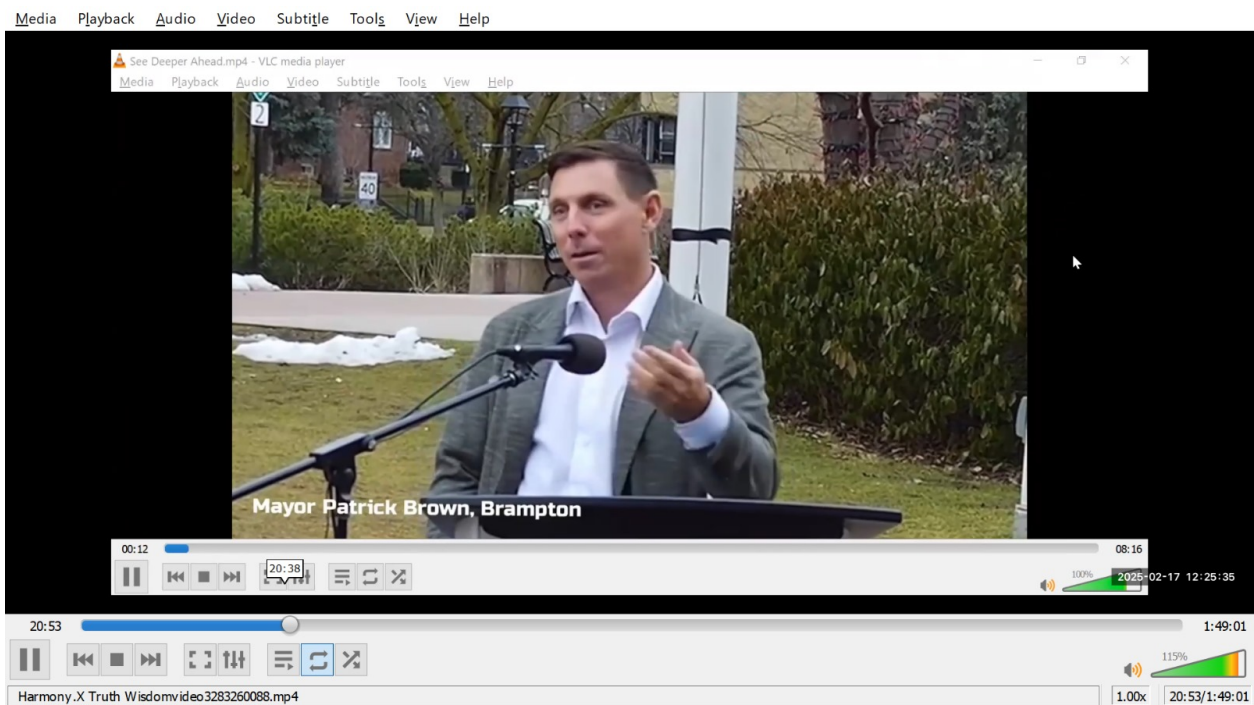 Media Playback Audio Video Subtitle Tools View Help
See Deeper Ahead.mp4 - VLC media player
Media Playback Audio Video Subtitle Tools View Help
2
40
Mayor Patrick Brown, Brampton
00:12 08:16
20:38
100%
2025-02-17 12:25:35
20:53 1:49:01
115%
Harmony.X Truth Wisdomvideo3283260088.mp4 1.00x 20:53/1:49:01